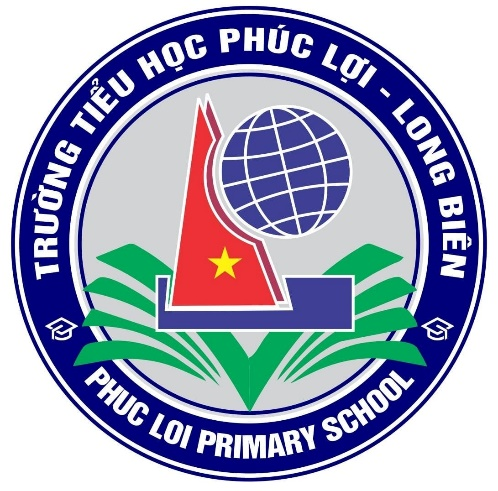 TRƯỜNG TIỂU HỌC PHÚC LỢI - LONG BIÊN
PHUC LOI PRIMARY SCHOOL